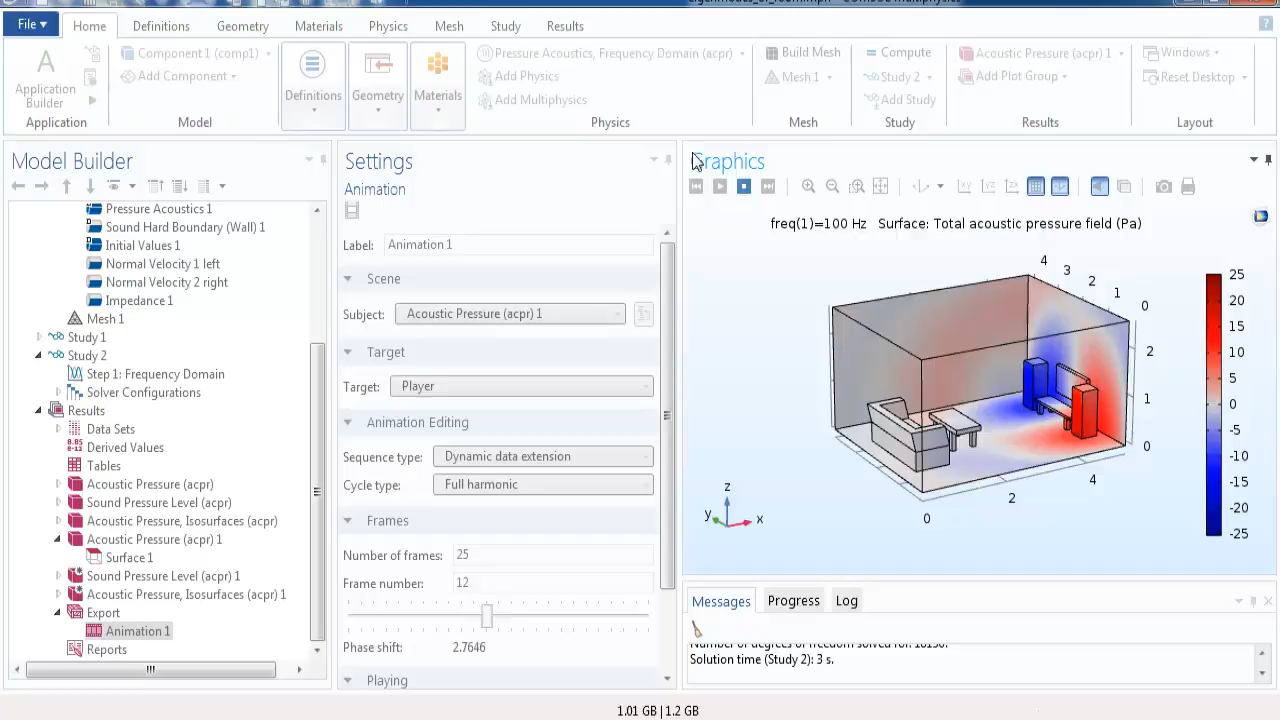 File
Home
Definitions
Geometry
Materials
Physics
Mesh
Study
Results
?
Application
Builder
Application
Component 1 (comp1)
Add Component
Model
Definitions
Geometry
Materials
Pressure Acoustics, Frequency Domain (acpr)
Add Physics
Add Multiphysics
Physics
Build Mesh
Mesh 1
Mesh
Compute
Study 2
Add Study
Study
Acoustic Pressure (acpr) 1
Add Plot Group
Results
Windows
Reset Desktop
Layout
Model Builder
Pressure Acoustics 1
Sound Hard Boundary (Wall) 1
Initial Values 1
Normal Velocity 1 left
Normal Velocity 2 right
Impedance 1
Mesh 1
Study 1
Study 2
Step 1: Frequency Domain
Solver Configurations
Results
Data Sets
8.85
e-12
Derived Values
Tables
Acoustic Pressure (acpr)
Sound Pressure Level (acpr)
Acoustic Pressure, Isosurfaces (acpr)
Acoustic Pressure (acpr) 1
Surface 1
Sound Pressure Level (acpr) 1
Acoustic Pressure, Isosurfaces (acpr) 1
Export
Animation 1
Reports
Settings
Animation
Label: Animation 1
Scene
Subject: Acoustic Pressure (acpr) 1
Target
Target: Player
Animation Editing
Sequence type: Dynamic data extension
Cycle type: Full harmonic
Frames
Number of frames: 25
Frame number: 12
Phase shift: 2.7646
Playing
Graphics
freq(1)=100 Hz Surface: Total acoustic pressure field (Pa)
4
3
2
1
0
2
1
0
0
2
4
z
y
x
25
20
15
10
5
0
-5
-10
-15
-20
-25
Messages
Progress
Log
Number of degrees of freedom solved for: 18150.
Solution time (Study 2): 3 s.
1.01 GB | 1.2 GB